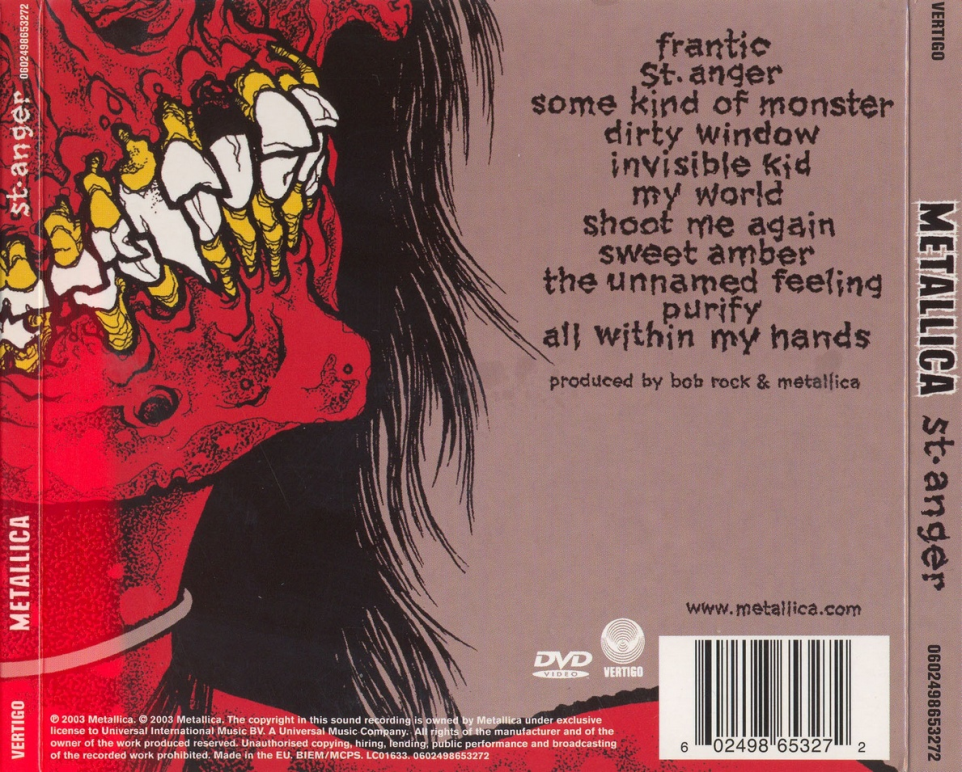 0602498653272
st. anger
METALLICA
VERTIGO
frantic
St. anger
some kind of monster
dirty window
invisible kid
my world
shoot me again
sweet amber
the unnamed feeling
purify
all within my hands
produced by bob rock & metallica
www.metallica.com
DVD
VIDEO
VERTIGO
℗ 2003 Metallica. © 2003 Metallica. The copyright in this sound recording is owned by Metallica under exclusive
license to Universal International Music BV. A Universal Music Company. All rights of the manufacturer and of the
owner of the work produced reserved. Unauthorised copying, hiring, lending, public performance and broadcasting
of the recorded work prohibited. Made in the EU. BIEM/MCPS. LC01633. 0602498653272
6 02498 65327 2
VERTIGO
METALLICA
st. anger
0602498653272